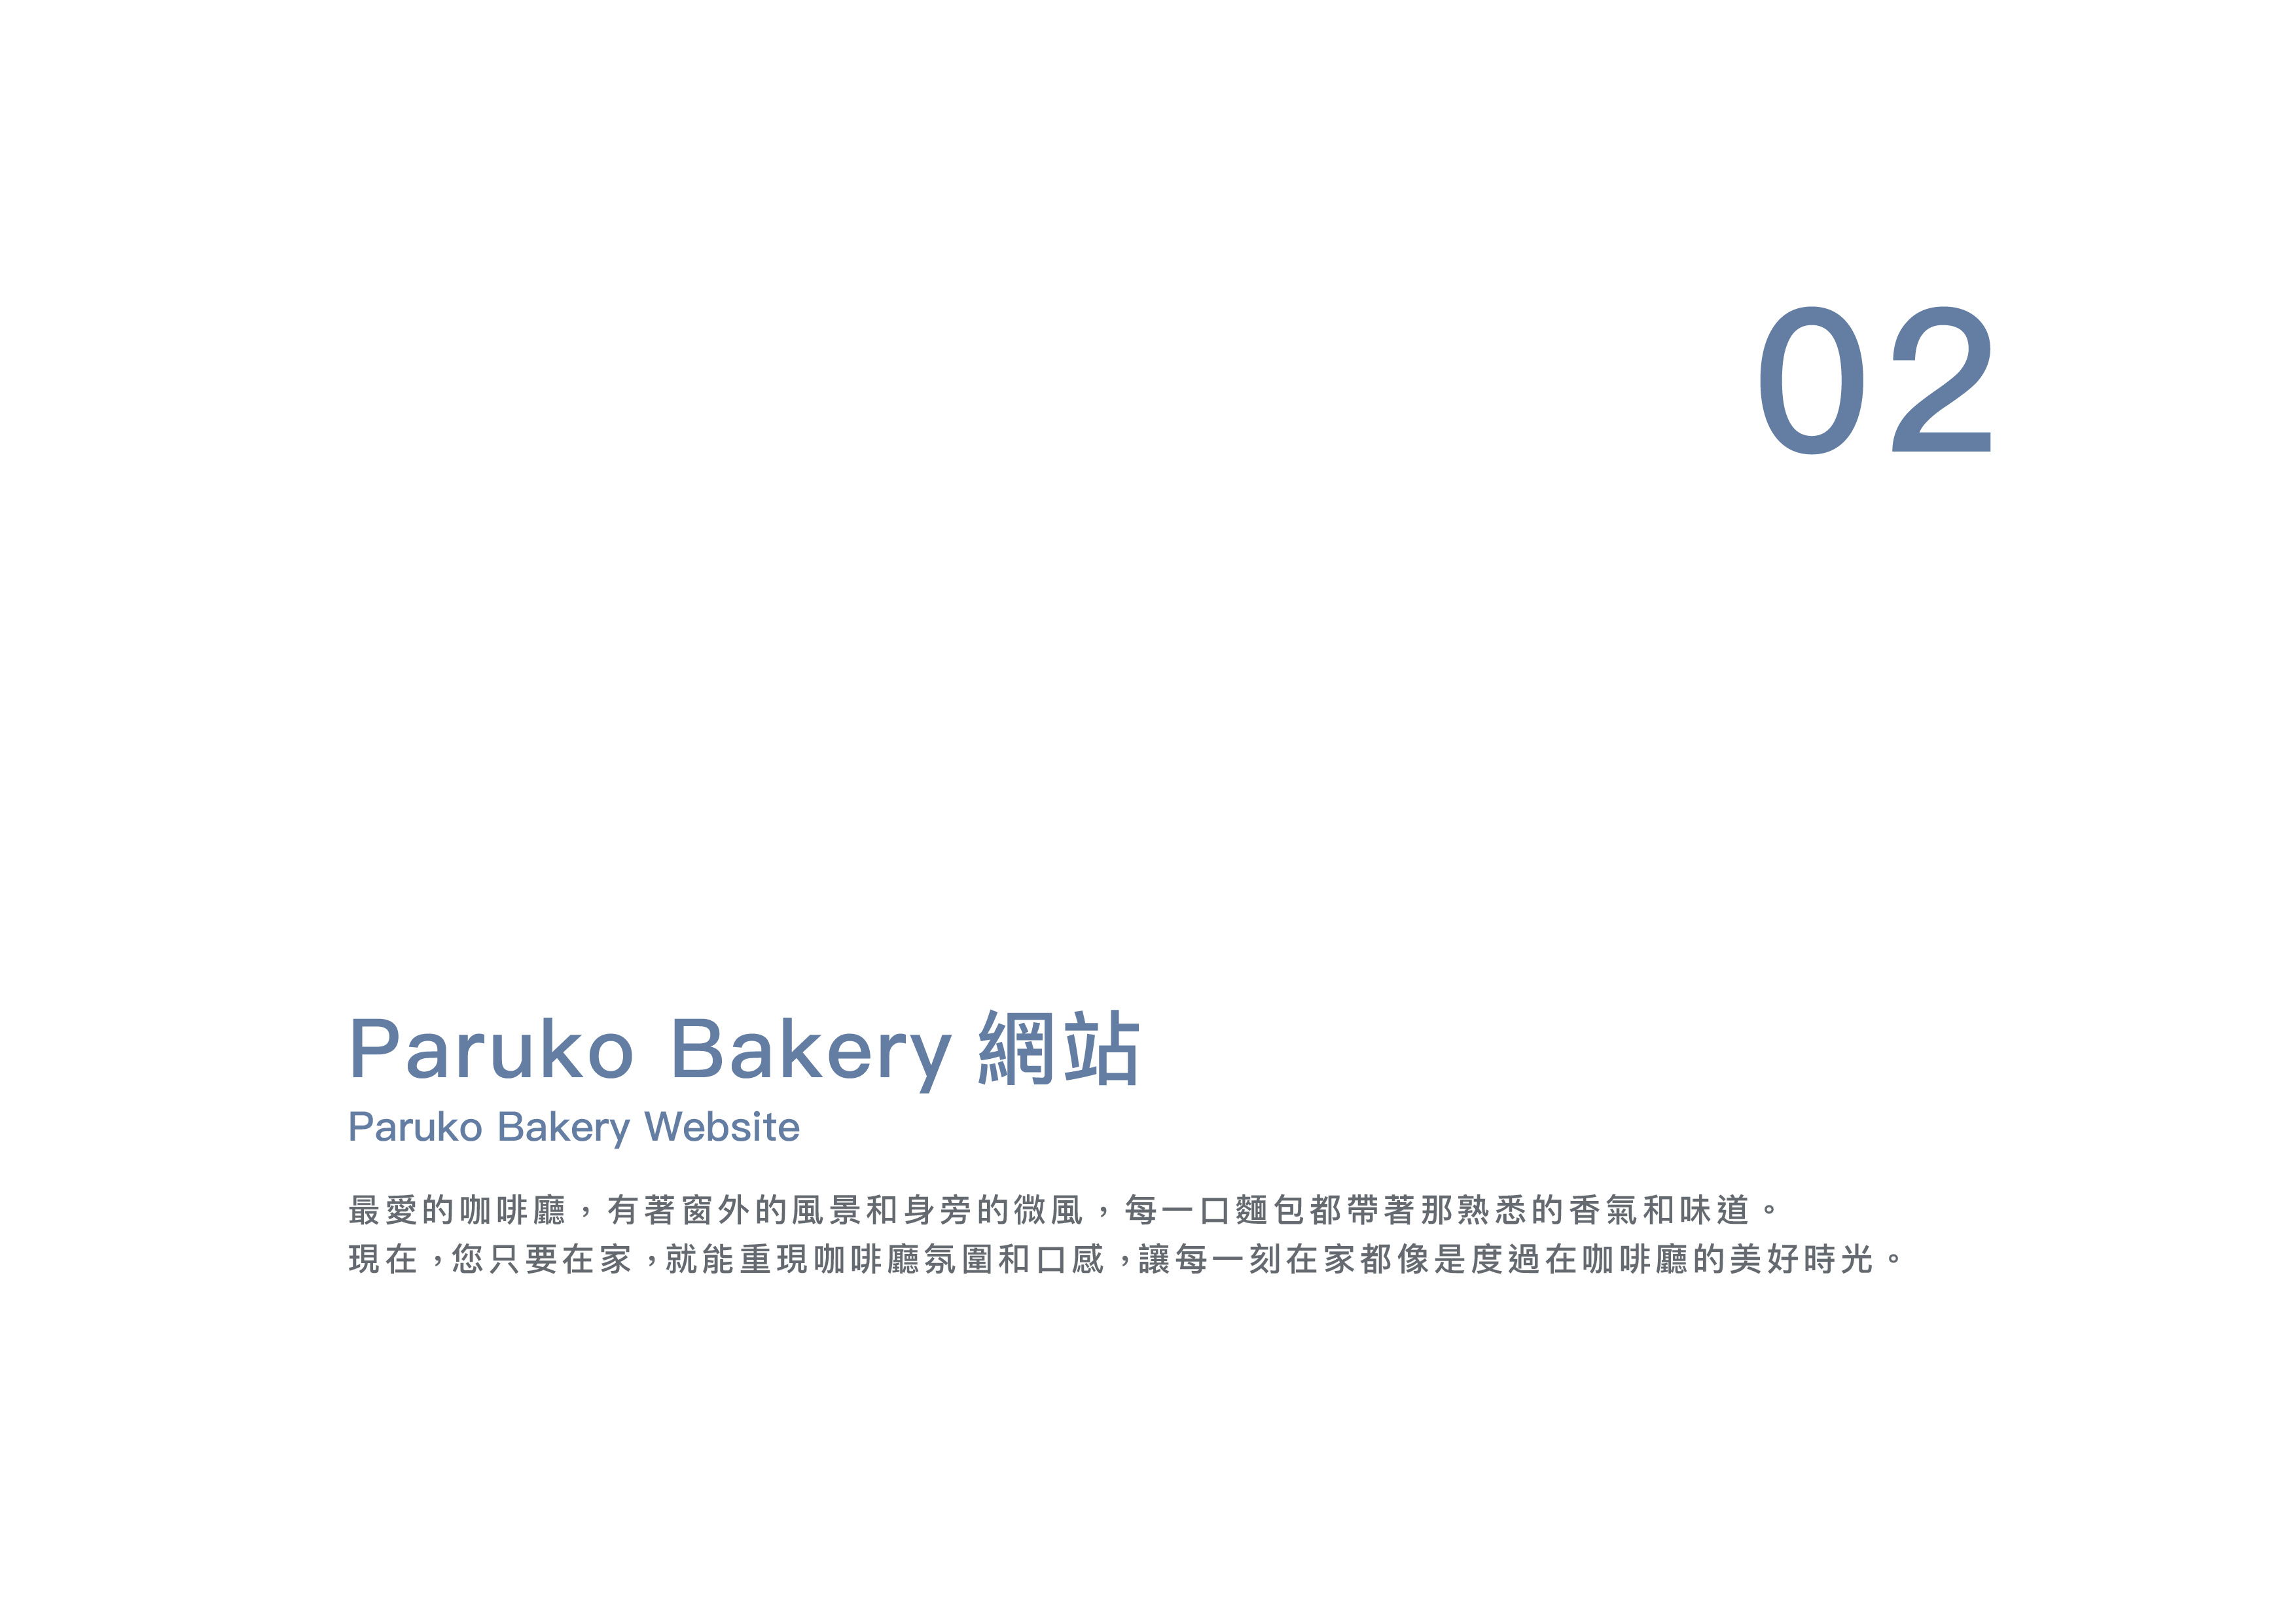 02
Paruko Bakery 網站
Paruko Bakery Website
最愛的咖啡廳，有著窗外的風景和身旁的微風，每一口麵包都帶著那熟悉的香氣和味道。
現在，您只要在家，就能重現咖啡廳氛圍和口感，讓每一刻在家都像是度過在咖啡廳的美好時光。